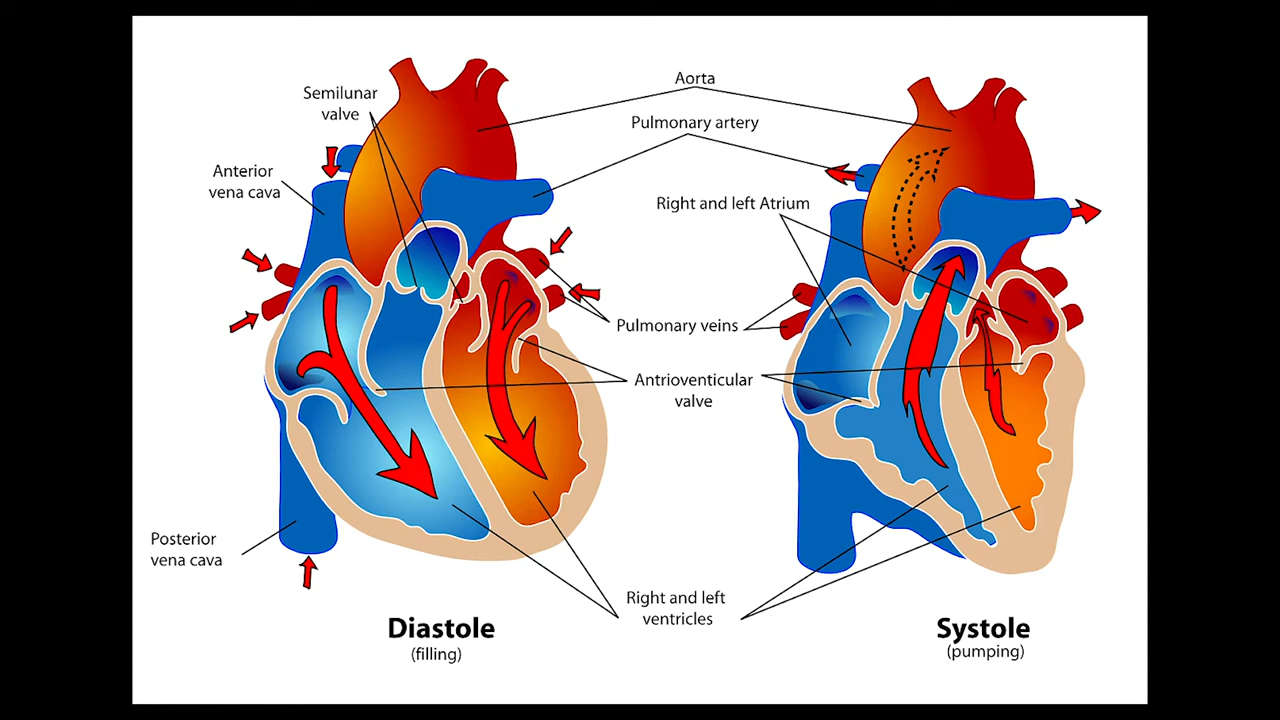 Aorta
Semilunar
valve
Pulmonary artery
Anterior
vena cava
Right and left Atrium
Pulmonary veins
Antrioventicular
valve
Posterior
vena cava
Right and left
ventricles
Diastole
(filling)
Systole
(pumping)